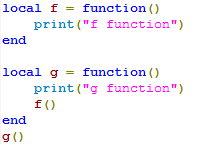 local f = function()
    print("f function")
end

local g = function()
    print("g function")
    f()
end
g()